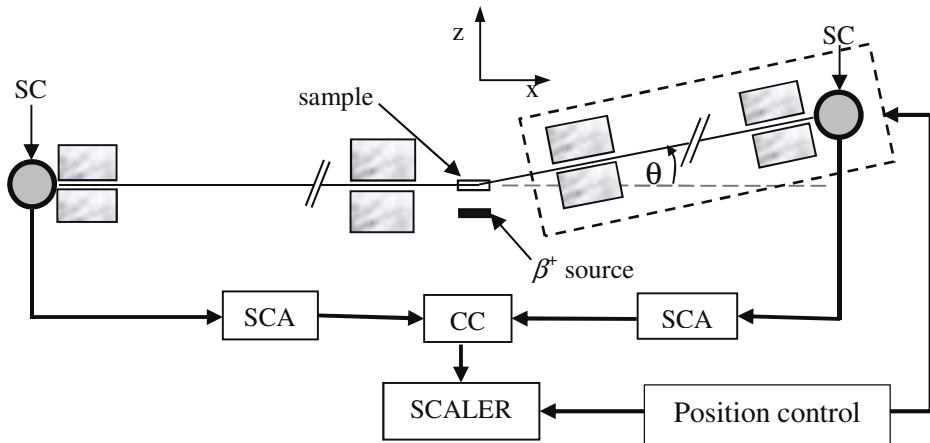 z
SC
SC
x
sample
θ
β⁺ source
SCA
CC
SCA
SCALER
Position control